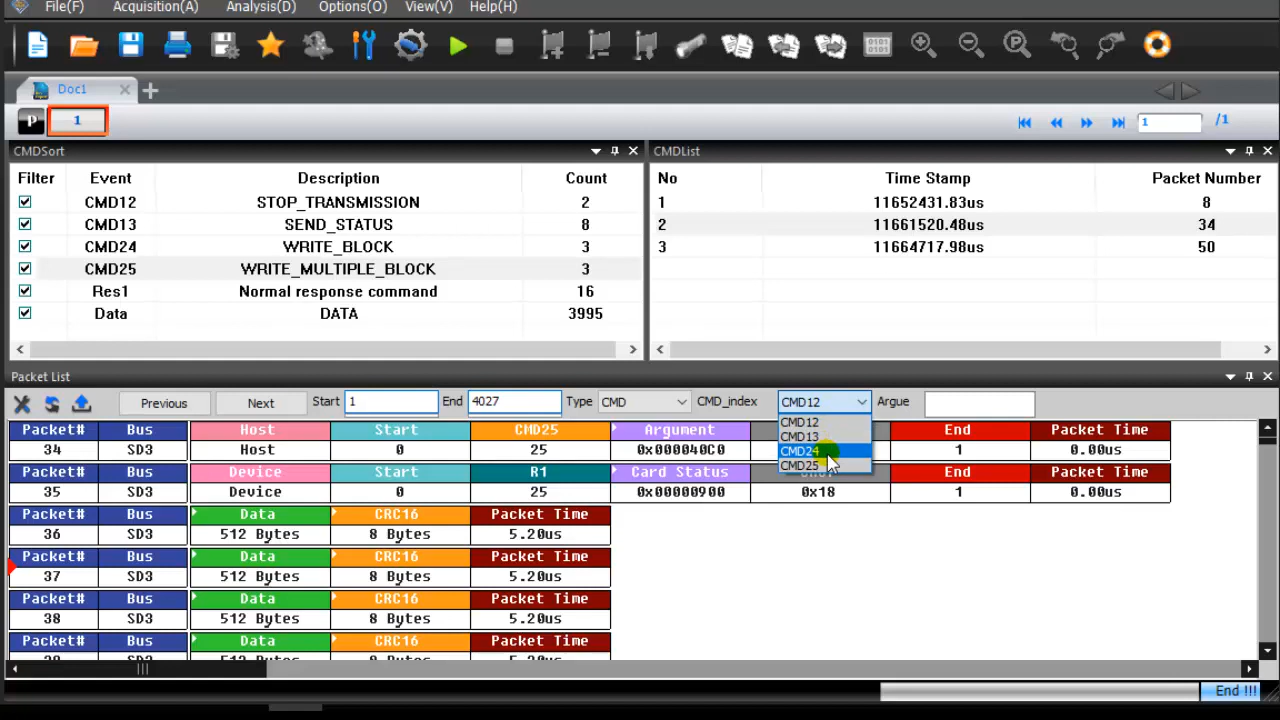 File(F) Acquisition(A) Analysis(D) Options(O) View(V) Help(H)
Doc1
P 1 1 /1
CMDSort
Filter Event Description Count
CMD12 STOP_TRANSMISSION 2
CMD13 SEND_STATUS 8
CMD24 WRITE_BLOCK 3
CMD25 WRITE_MULTIPLE_BLOCK 3
Res1 Normal response command 16
Data DATA 3995
CMDList
No Time Stamp Packet Number
1 11652431.83us 8
2 11661520.48us 34
3 11664717.98us 50
Packet List
Previous Next Start 1 End 4027 Type CMD CMD_index CMD12 Argue
CMD12
CMD13
CMD24
CMD25
Packet# Bus Host Start CMD25 Argument End Packet Time
34 SD3 Host 0 25 0x000040C0 1 0.00us
Packet# Bus Device Start R1 Card Status End Packet Time
35 SD3 Device 0 25 0x00000900 0x18 1 0.00us
Packet# Bus Data CRC16 Packet Time
36 SD3 512 Bytes 8 Bytes 5.20us
Packet# Bus Data CRC16 Packet Time
37 SD3 512 Bytes 8 Bytes 5.20us
Packet# Bus Data CRC16 Packet Time
38 SD3 512 Bytes 8 Bytes 5.20us
Packet# Bus Data CRC16 Packet Time
End !!!